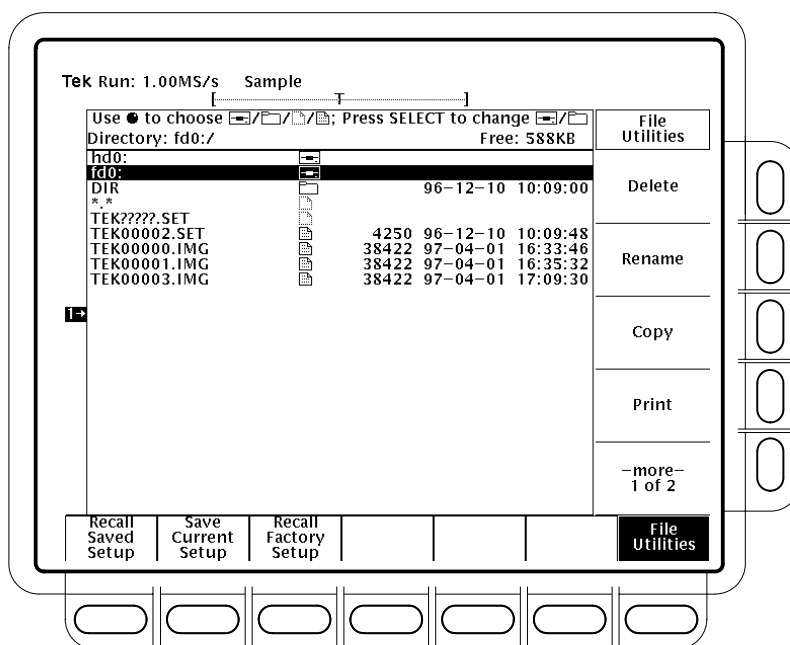 Tek Run: 1.00MS/s Sample
[ T ]
Use ● to choose / / / ; Press SELECT to change /
Directory: fd0:/ Free: 588KB
hd0:
fd0:
DIR 96-12-10 10:09:00
*.*
TEK?????.SET
TEK00002.SET 4250 96-12-10 10:09:48
TEK00000.IMG 38422 97-04-01 16:33:46
TEK00001.IMG 38422 97-04-01 16:35:32
TEK00003.IMG 38422 97-04-01 17:09:30
1→
File
Utilities
Delete
Rename
Copy
Print
-more-
1 of 2
Recall
Saved
Setup
Save
Current
Setup
Recall
Factory
Setup
File
Utilities